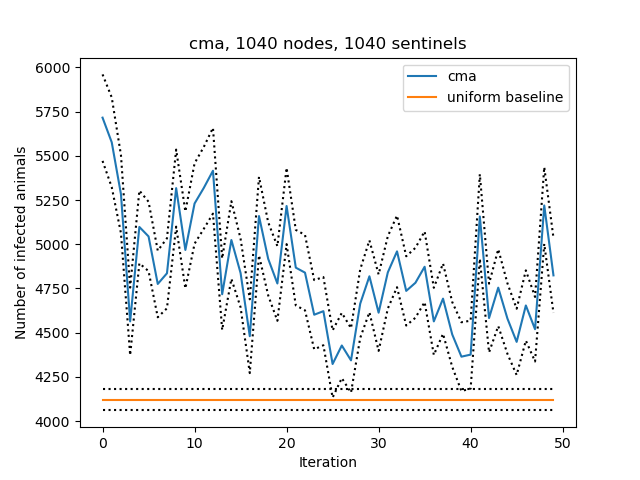 cma, 1040 nodes, 1040 sentinels
cma
uniform baseline
Number of infected animals
6000
5750
5500
5250
5000
4750
4500
4250
4000
0 10 20 30 40 50
Iteration